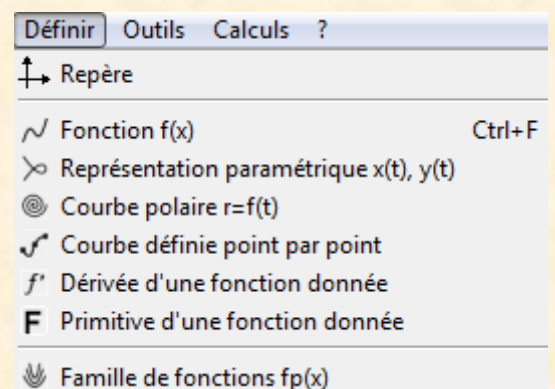 Définir Outils Calculs ?
Repère
Fonction f(x) Ctrl+F
Représentation paramétrique x(t), y(t)
Courbe polaire r=f(t)
Courbe définie point par point
f' Dérivée d'une fonction donnée
F Primitive d'une fonction donnée
Famille de fonctions fp(x)